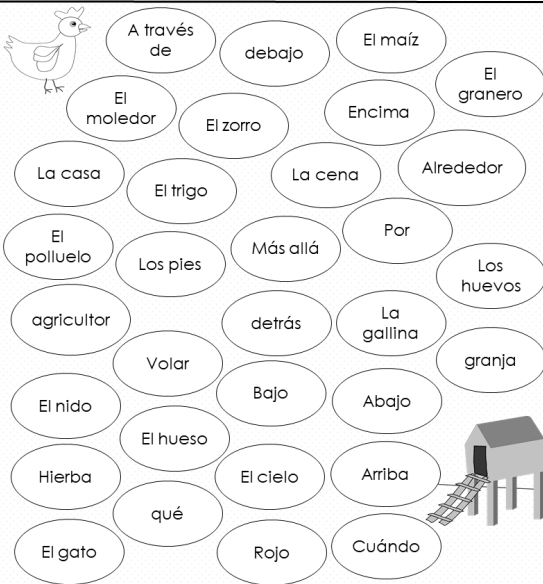 A través
de
debajo
El maíz
El
granero
El
moledor
El zorro
Encima
La casa
El trigo
La cena
Alrededor
El
polluelo
Los pies
Más allá
Por
Los
huevos
agricultor
detrás
La
gallina
Volar
granja
El nido
Bajo
Abajo
El hueso
Hierba
El cielo
Arriba
qué
El gato
Rojo
Cuándo